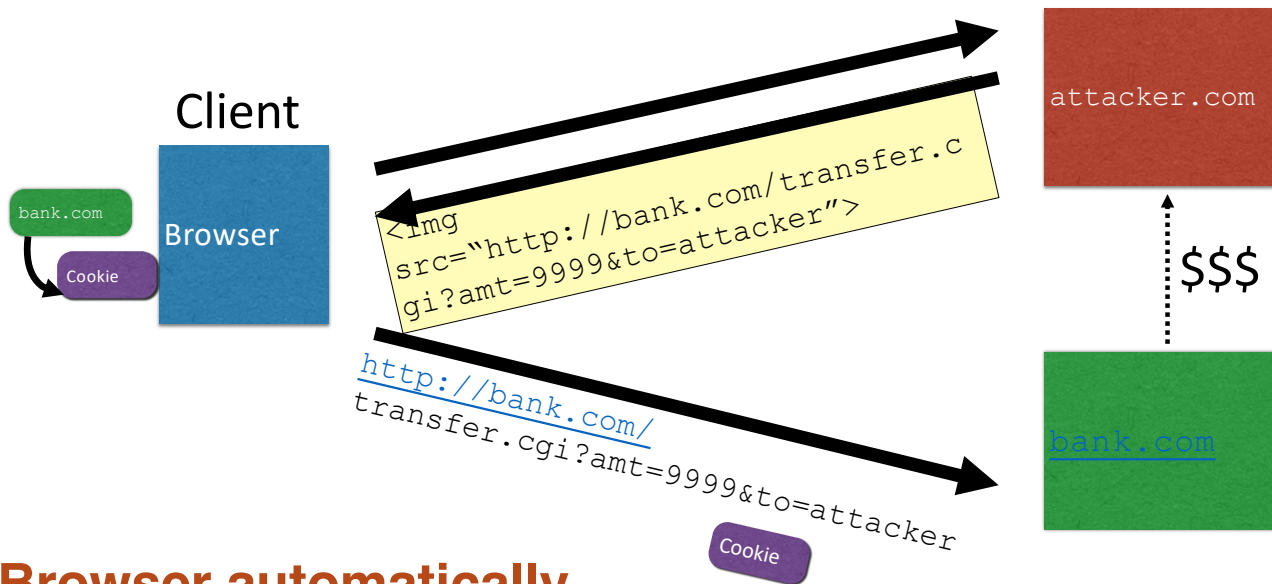 Client
bank.com
Cookie
Browser
<img
src=“http://bank.com/transfer.c
gi?amt=9999&to=attacker”>
http://bank.com/
transfer.cgi?amt=9999&to=attacker
Cookie
attacker.com
$$$
bank.com
Browser automatically